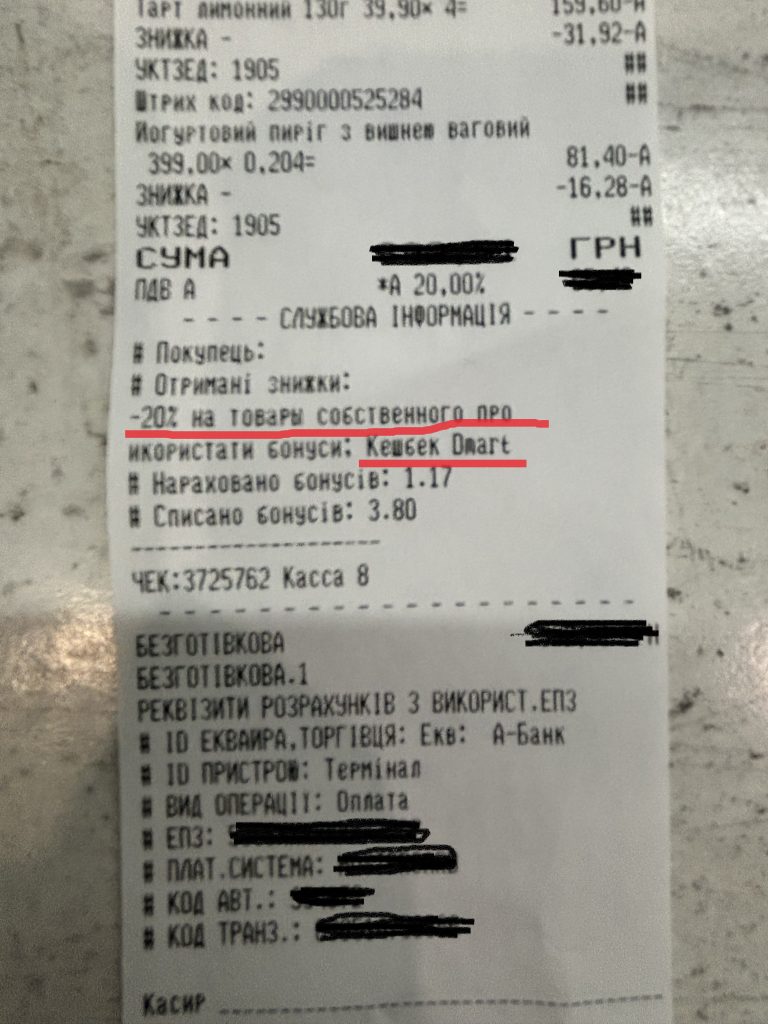 Тарт лимонний 130г 39,90× 4= 159,60-А
ЗНИЖКА - -31,92-А
УКТЗЕД: 1905 ##
Штрих код: 2990000525284 ##
Йогуртовий пиріг з вишнею ваговий
399,00× 0,204= 81,40-А
ЗНИЖКА - -16,28-А
УКТЗЕД: 1905 ##
СУМА ГРН
ПДВ А *А 20,00%
- - - - СЛУЖБОВА ІНФОРМАЦІЯ - - - -
# Покупець:
# Отримані знижки:
-20% на товары собственного про
икористати бонуси: Кешбек Dmart
# Нараховано бонусів: 1.17
# Списано бонусів: 3.80
ЧЕК:3725762 Касса 8
БЕЗГОТІВКОВА
БЕЗГОТІВКОВА.1
РЕКВІЗИТИ РОЗРАХУНКІВ З ВИКОРИСТ.ЕПЗ
# ID ЕКВАЙРА,ТОРГІВЦЯ: Екв: А-Банк
# ID ПРИСТРОЮ: Термінал
# ВИД ОПЕРАЦІЇ: Оплата
# ЕПЗ:
# ПЛАТ.СИСТЕМА:
# КОД АВТ.:
# КОД ТРАНЗ.:
Касир